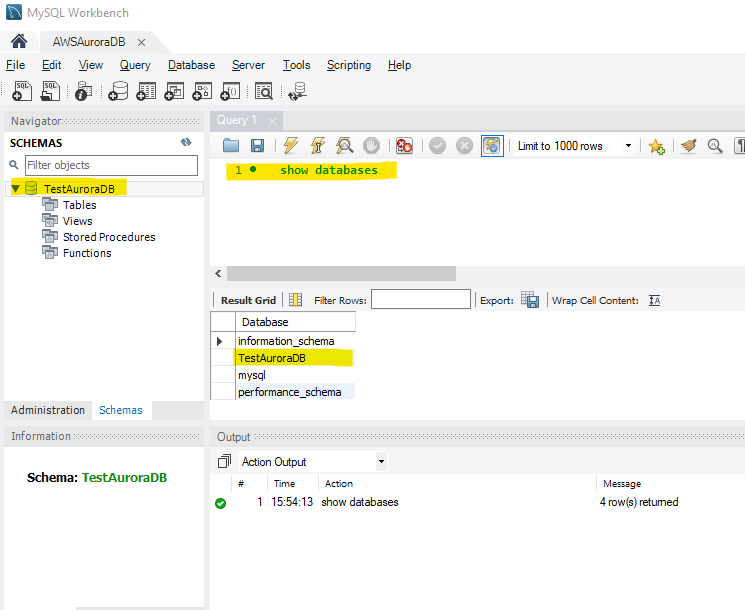 MySQL Workbench
AWSAuroraDB
File Edit View Query Database Server Tools Scripting Help
SQL SQL
Navigator
SCHEMAS
Filter objects
TestAuroraDB
Tables
Views
Stored Procedures
Functions
Administration Schemas
Information
Schema: TestAuroraDB
Query 1
Limit to 1000 rows
1 show databases
Result Grid Filter Rows: Export: Wrap Cell Content:
Database
information_schema
TestAuroraDB
mysql
performance_schema
Output
Action Output
# Time Action Message
1 15:54:13 show databases 4 row(s) returned